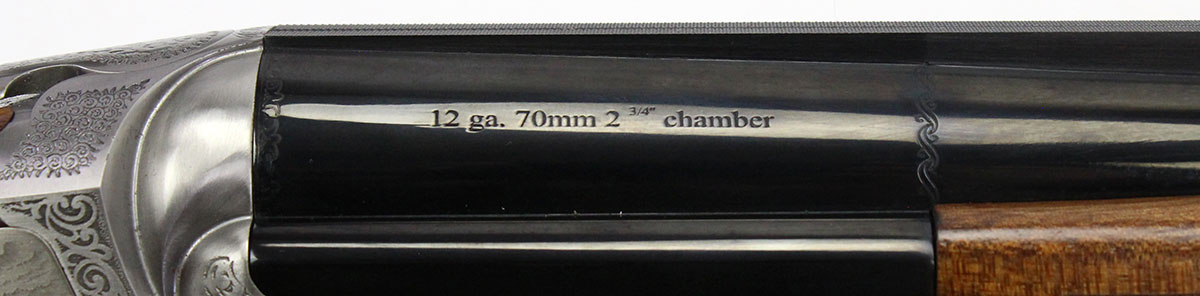 12 ga. 70mm 2 3/4" chamber